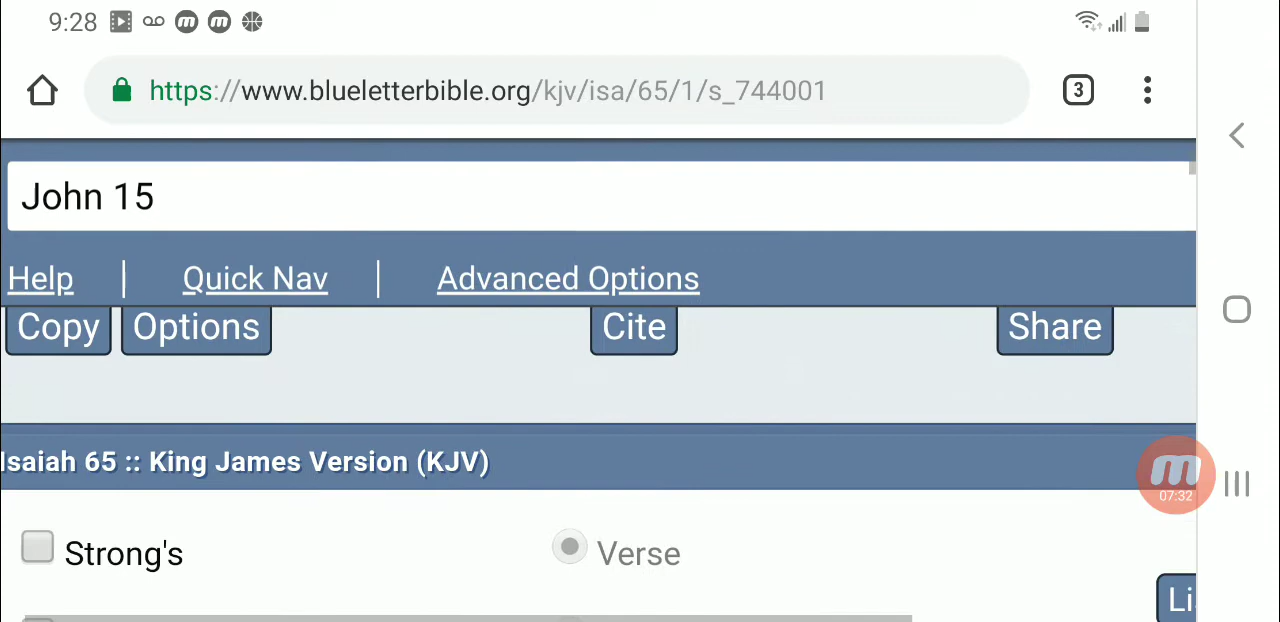 9:28
https://www.blueletterbible.org/kjv/isa/65/1/s_744001
3
John 15
Help | Quick Nav | Advanced Options
Copy Options Cite Share
Isaiah 65 :: King James Version (KJV)
07:32
Strong's Verse
Li